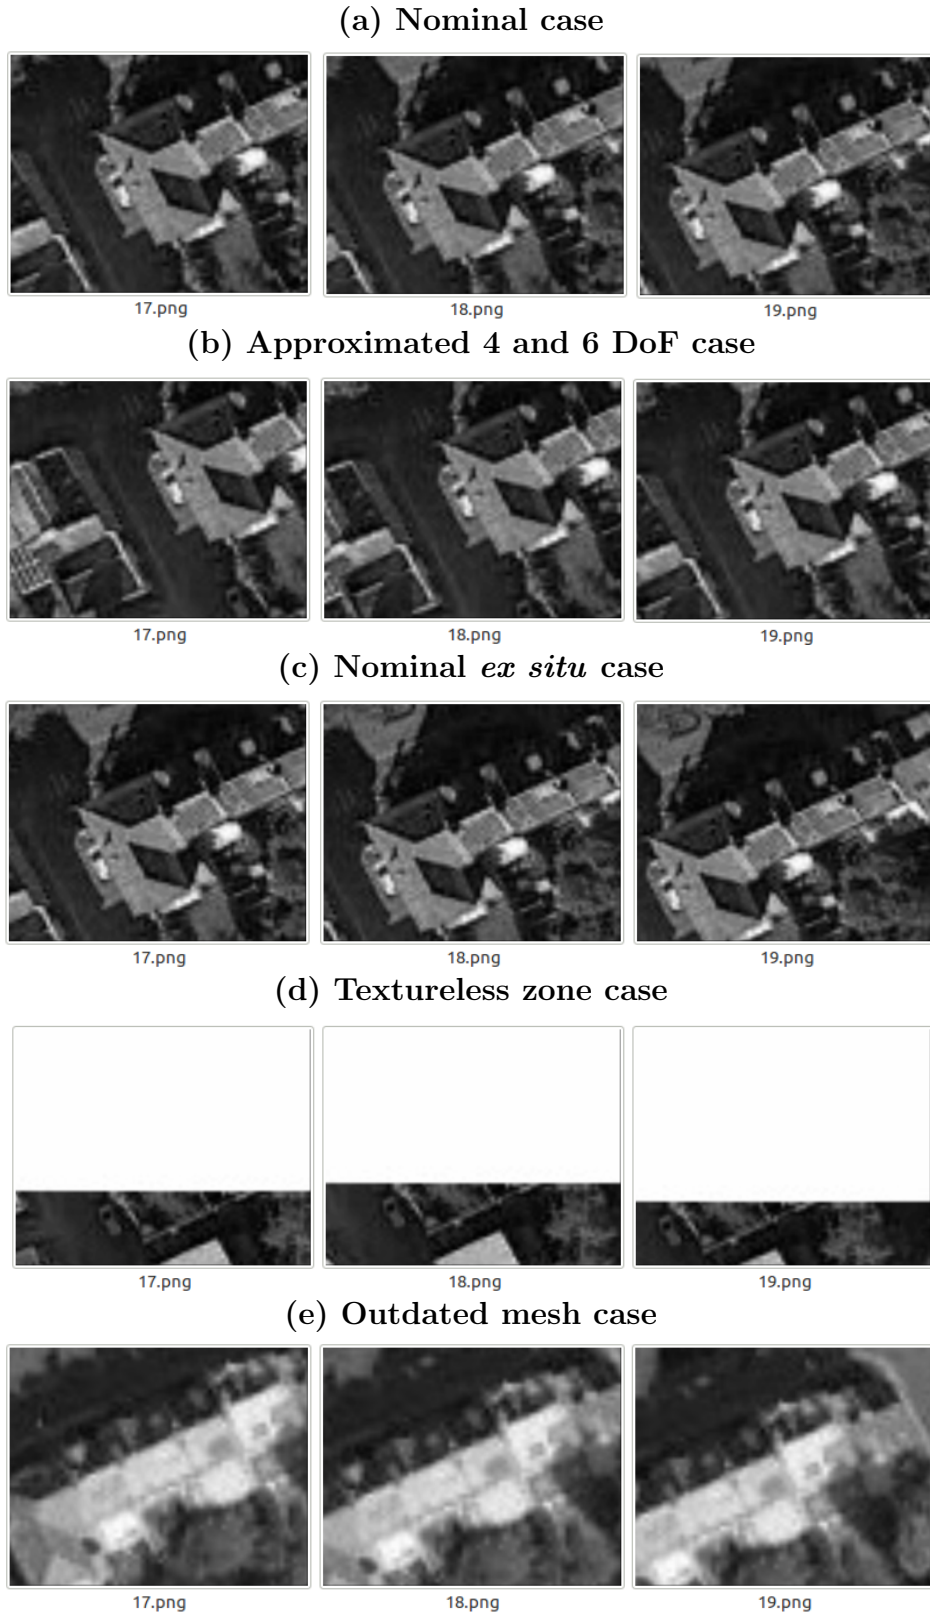 (a) Nominal case
17.png 18.png 19.png
(b) Approximated 4 and 6 DoF case
17.png 18.png 19.png
(c) Nominal ex situ case
17.png 18.png 19.png
(d) Textureless zone case
17.png 18.png 19.png
(e) Outdated mesh case
17.png 18.png 19.png